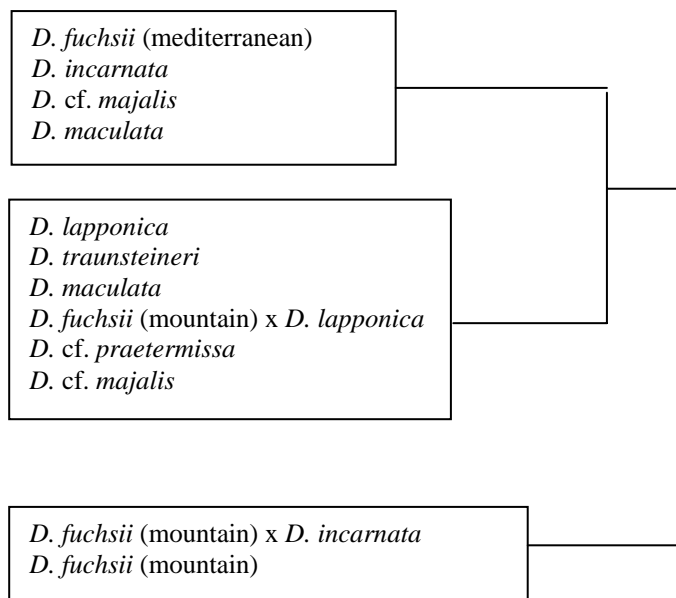 D. fuchsii (mediterranean)
D. incarnata
D. cf. majalis
D. maculata
D. lapponica
D. traunsteineri
D. maculata
D. fuchsii (mountain) x D. lapponica
D. cf. praetermissa
D. cf. majalis
D. fuchsii (mountain) x D. incarnata
D. fuchsii (mountain)